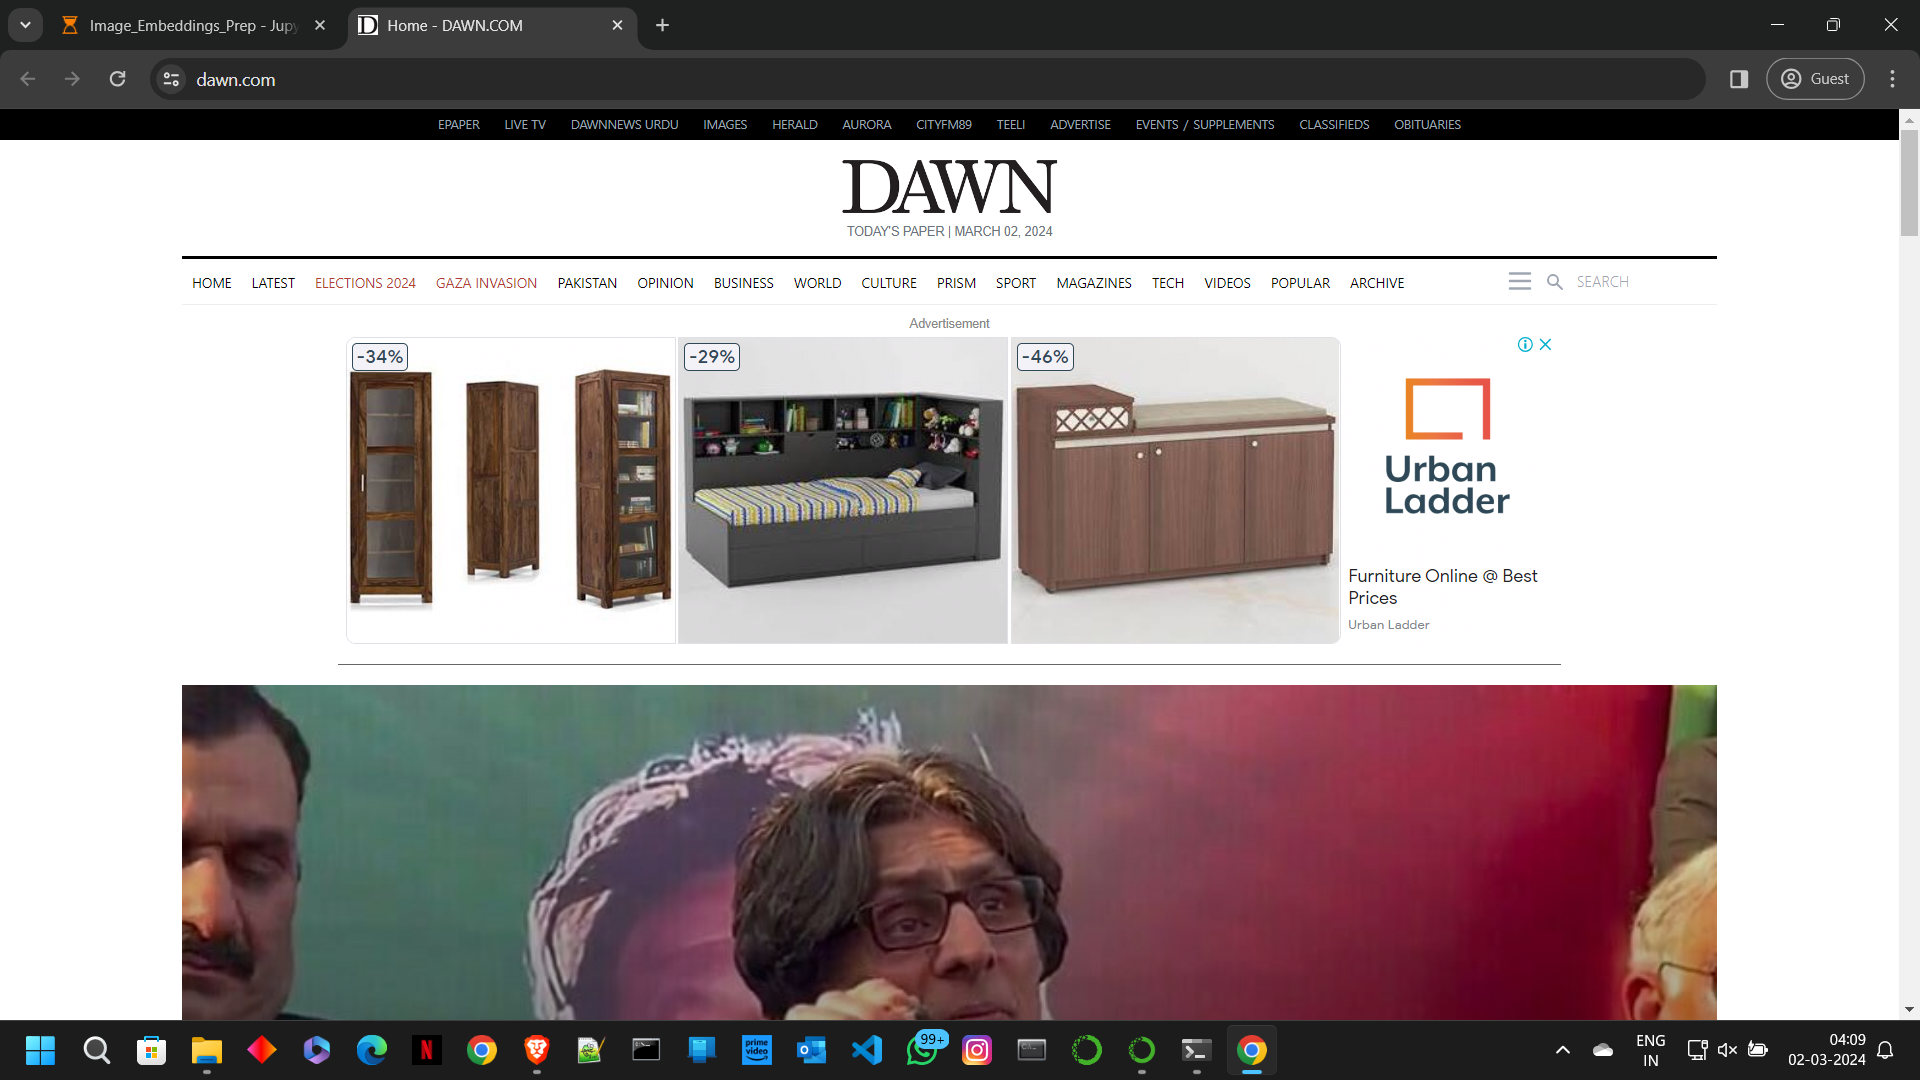 Image_Embeddings_Prep - Jupy
Home - DAWN.COM
dawn.com
Guest
EPAPER LIVE TV DAWNNEWS URDU IMAGES HERALD AURORA CITYFM89 TEELI ADVERTISE EVENTS / SUPPLEMENTS CLASSIFIEDS OBITUARIES
DAWN
TODAY'S PAPER | MARCH 02, 2024
HOME LATEST ELECTIONS 2024 GAZA INVASION PAKISTAN OPINION BUSINESS WORLD CULTURE PRISM SPORT MAGAZINES TECH VIDEOS POPULAR ARCHIVE SEARCH
Advertisement
-34% -29% -46%
Urban
Ladder
Furniture Online @ Best
Prices
Urban Ladder
prime
video
99+
ENG
IN
04:09
02-03-2024